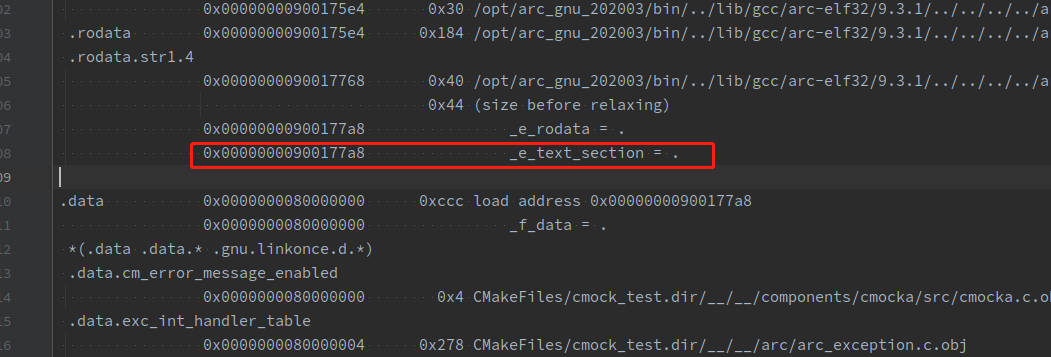 02 0x00000000900175e4 0x30 /opt/arc_gnu_202003/bin/../lib/gcc/arc-elf32/9.3.1/../../../../a
03 .rodata 0x00000000900175e4 0x184 /opt/arc_gnu_202003/bin/../lib/gcc/arc-elf32/9.3.1/../../../../a
04 .rodata.str1.4
05 0x0000000090017768 0x40 /opt/arc_gnu_202003/bin/../lib/gcc/arc-elf32/9.3.1/../../../../a
06 0x44 (size before relaxing)
07 0x00000000900177a8 _e_rodata = .
08 0x00000000900177a8 _e_text_section = .
09
10 .data 0x0000000080000000 0xccc load address 0x00000000900177a8
11 0x0000000080000000 _f_data = .
12 *(.data .data.* .gnu.linkonce.d.*)
13 .data.cm_error_message_enabled
14 0x0000000080000000 0x4 CMakeFiles/cmock_test.dir/__/__/components/cmocka/src/cmocka.c.ob
15 .data.exc_int_handler_table
16 0x0000000080000004 0x278 CMakeFiles/cmock_test.dir/__/__/arc/arc_exception.c.obj